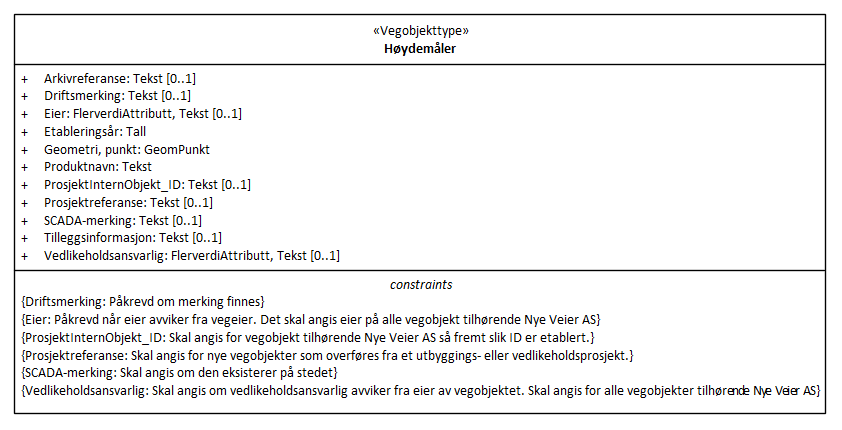 «Vegobjekttype»
Høydemåler
+ Arkivreferanse: Tekst [0..1]
+ Driftsmerking: Tekst [0..1]
+ Eier: FlerverdiAttributt, Tekst [0..1]
+ Etableringsår: Tall
+ Geometri, punkt: GeomPunkt
+ Produktnavn: Tekst
+ ProsjektInternObjekt_ID: Tekst [0..1]
+ Prosjektreferanse: Tekst [0..1]
+ SCADA-merking: Tekst [0..1]
+ Tilleggsinformasjon: Tekst [0..1]
+ Vedlikeholdsansvarlig: FlerverdiAttributt, Tekst [0..1]
constraints
{Driftsmerking: Påkrevd om merking finnes}
{Eier: Påkrevd når eier avviker fra vegeier. Det skal angis eier på alle vegobjekt tilhørende Nye Veier AS}
{ProsjektInternObjekt_ID: Skal angis for vegobjekt tilhørende Nye Veier AS så fremt slik ID er etablert.}
{Prosjektreferanse: Skal angis for nye vegobjekter som overføres fra et utbyggings- eller vedlikeholdsprosjekt.}
{SCADA-merking: Skal angis om den eksisterer på stedet}
{Vedlikeholdsansvarlig: Skal angis om vedlikeholdsansvarlig avviker fra eier av vegobjektet. Skal angis for alle vegobjekter tilhørende Nye Veier AS}